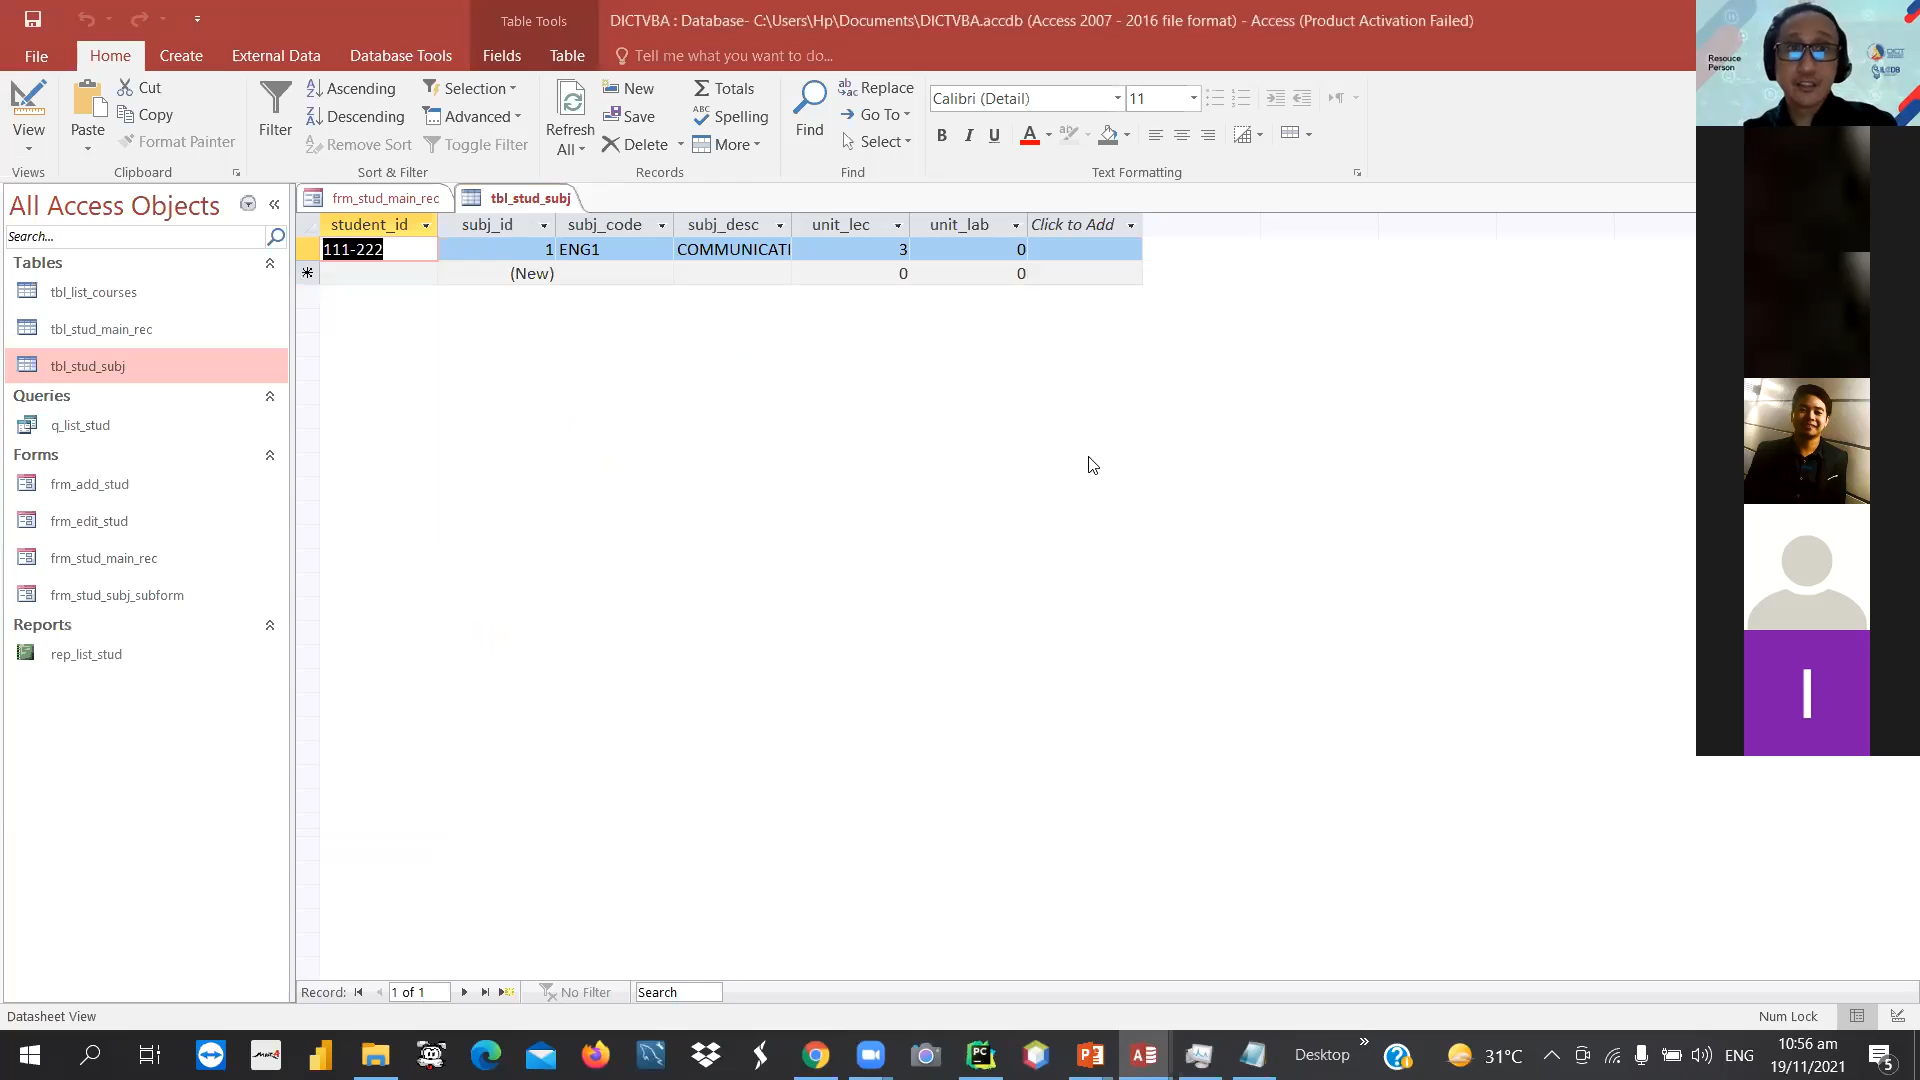 Table Tools
DICTVBA : Database- C:\Users\Hp\Documents\DICTVBA.accdb (Access 2007 - 2016 file format) - Access (Product Activation Failed)
File
Home
Create
External Data
Database Tools
Fields
Table
Tell me what you want to do...
View
Paste
Cut
Copy
Format Painter
Filter
Ascending
Descending
Remove Sort
Selection
Advanced
Toggle Filter
Refresh
All
New
Save
Delete
Totals
Spelling
More
Find
Replace
Go To
Select
Calibri (Detail)
11
B I U A
Views
Clipboard
Sort & Filter
Records
Find
Text Formatting
All Access Objects
Search...
Tables
tbl_list_courses
tbl_stud_main_rec
tbl_stud_subj
Queries
q_list_stud
Forms
frm_add_stud
frm_edit_stud
frm_stud_main_rec
frm_stud_subj_subform
Reports
rep_list_stud
frm_stud_main_rec
tbl_stud_subj
student_id subj_id subj_code subj_desc unit_lec unit_lab Click to Add
111-222 1 ENG1 COMMUNICATI 3 0
(New) 0 0
Record: 1 of 1 No Filter Search
Datasheet View
Num Lock
Resouce
Person
I
Desktop
31°C
ENG
10:56 am
19/11/2021
5